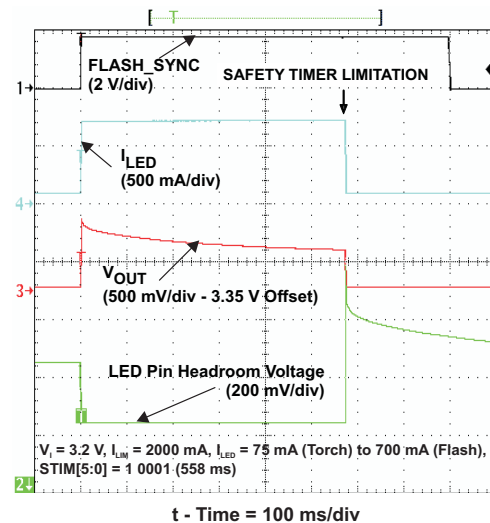 FLASH_SYNC
(2 V/div)
SAFETY TIMER LIMITATION
1
I_LED
(500 mA/div)
4
3
V_OUT
(500 mV/div - 3.35 V Offset)
LED Pin Headroom Voltage
(200 mV/div)
V_I = 3.2 V, I_LIM = 2000 mA, I_LED = 75 mA (Torch) to 700 mA (Flash),
STIM[5:0] = 1 0001 (558 ms)
2
t - Time = 100 ms/div